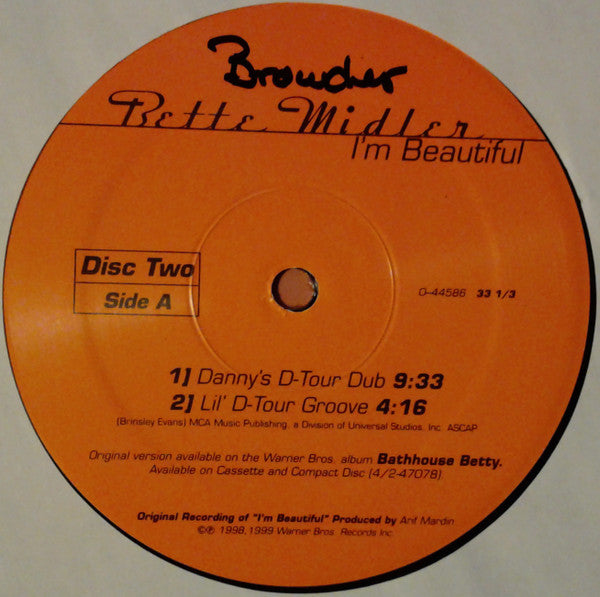 Browder
Bette Midler
I'm Beautiful
Disc Two
Side A
0-44586 33 1/3
1] Danny's D-Tour Dub 9:33
2] Lil' D-Tour Groove 4:16
(Brinsley Evans) MCA Music Publishing, a Division of Universal Studios, Inc. ASCAP
Original version available on the Warner Bros. album Bathhouse Betty.
Available on Cassette and Compact Disc (4/2-47078).
Original Recording of "I'm Beautiful" Produced by Arif Mardin
©℗ 1998,1999 Warner Bros. Records Inc.